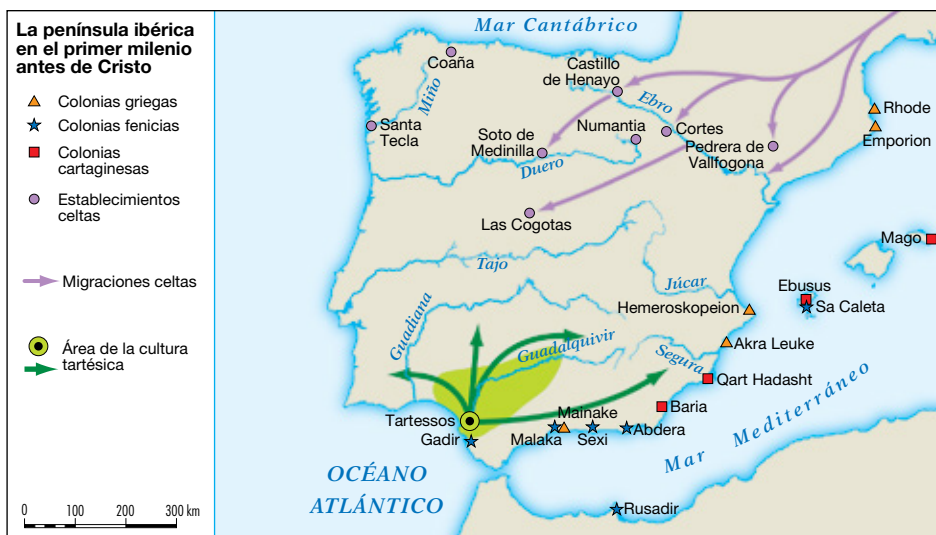 La península ibérica
en el primer milenio
antes de Cristo
Colonias griegas
Colonias fenicias
Colonias
cartaginesas
Establecimientos
celtas
Migraciones celtas
Área de la cultura
tartésica
0 100 200 300 km
Mar Cantábrico
Coaña
Castillo
de Henayo
Miño
Ebro
Rhode
Santa
Tecla
Soto de
Medinilla
Numantia
Cortes
Pedrera de
Vallfogona
Emporion
Duero
Las Cogotas
Mago
Tajo
Júcar
Ebusus
Hemeroskopeion
Sa Caleta
Guadiana
Guadalquivir
Segura
Akra Leuke
Qart Hadasht
Tartessos
Mainake
Baria
Gadir
Malaka
Sexi
Abdera
Mar Mediterráneo
OCÉANO
ATLÁNTICO
Rusadir